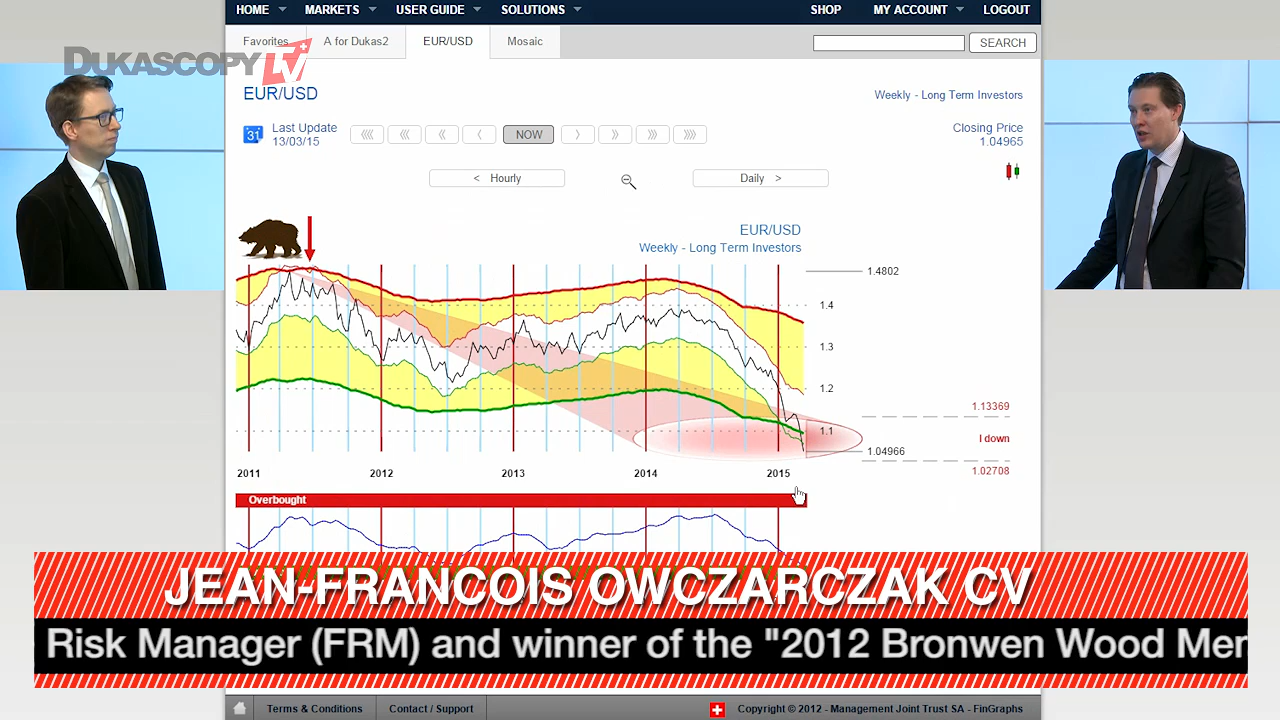 HOME MARKETS USER GUIDE SOLUTIONS SHOP MY ACCOUNT LOGOUT
Favorites A for Dukas2 EUR/USD Mosaic SEARCH
DUKASCOPY TV
EUR/USD
Weekly - Long Term Investors
31 Last Update
13/03/15
NOW
Closing Price
1.04965
< Hourly
Daily >
EUR/USD
Weekly - Long Term Investors
1.4802
1.4
1.3
1.2
1.13369
1.1
I down
1.04966
1.02708
2011 2012 2013 2014 2015
Overbought
JEAN-FRANCOIS OWCZARCZAK CV
Risk Manager (FRM) and winner of the "2012 Bronwen Wood Mem
Terms & Conditions Contact / Support Copyright © 2012 - Management Joint Trust SA - FinGraphs